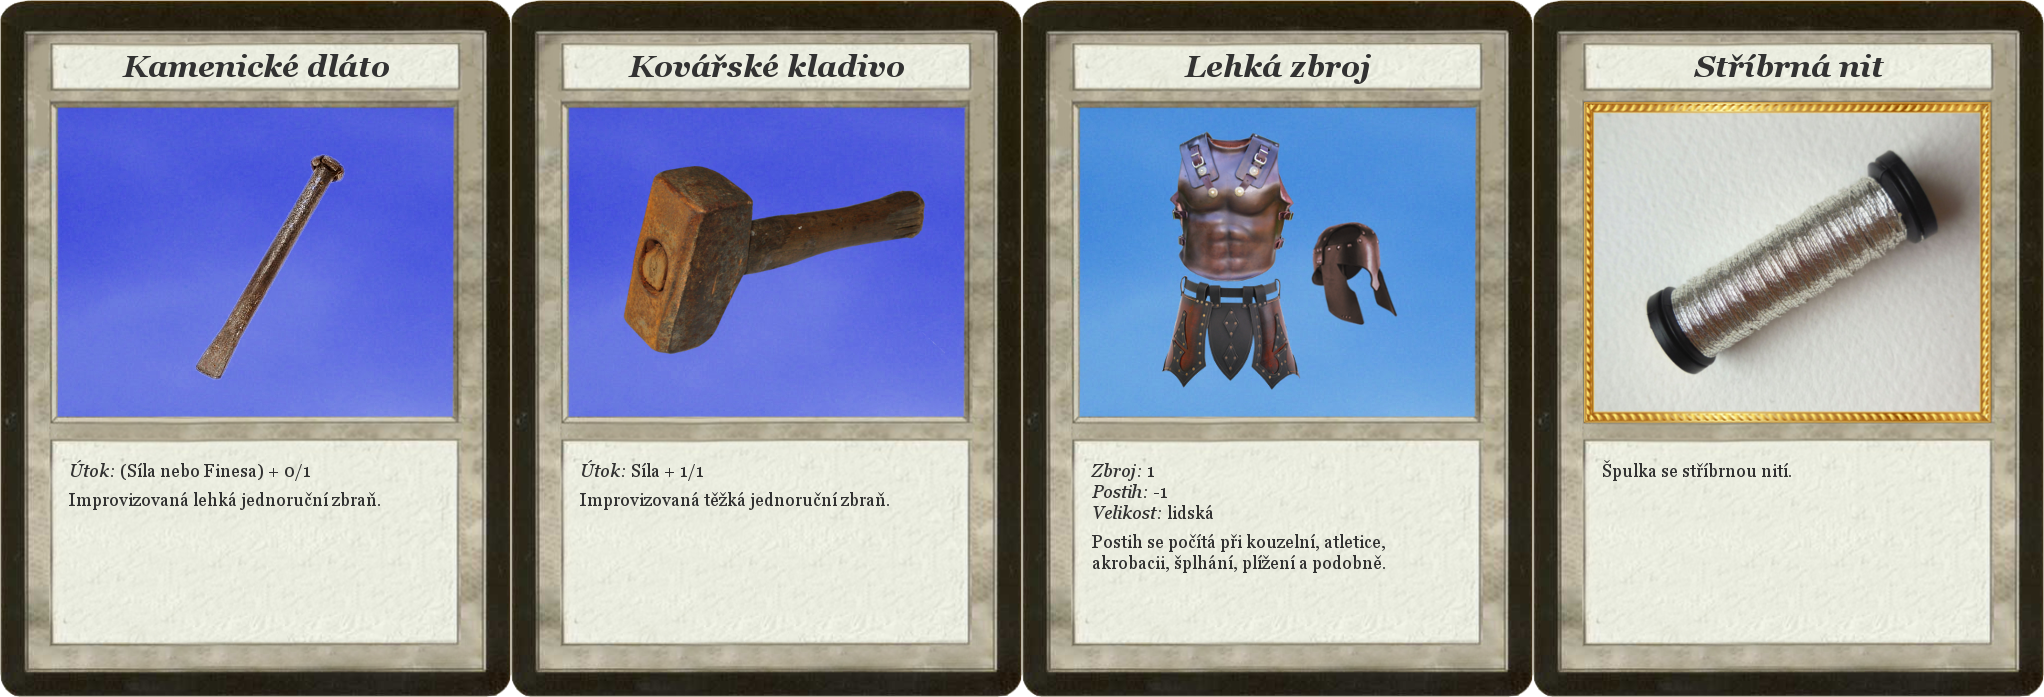 Kamenické dláto
Útok: (Síla nebo Finesa) + 0/1
Improvizovaná lehká jednoruční zbraň.
Kovářské kladivo
Útok: Síla + 1/1
Improvizovaná těžká jednoruční zbraň.
Lehká zbroj
Zbroj: 1
Postih: -1
Velikost: lidská
Postih se počítá při kouzelní, atletice,
akrobacii, šplhání, plížení a podobně.
Stříbrná nit
Špulka se stříbrnou nití.